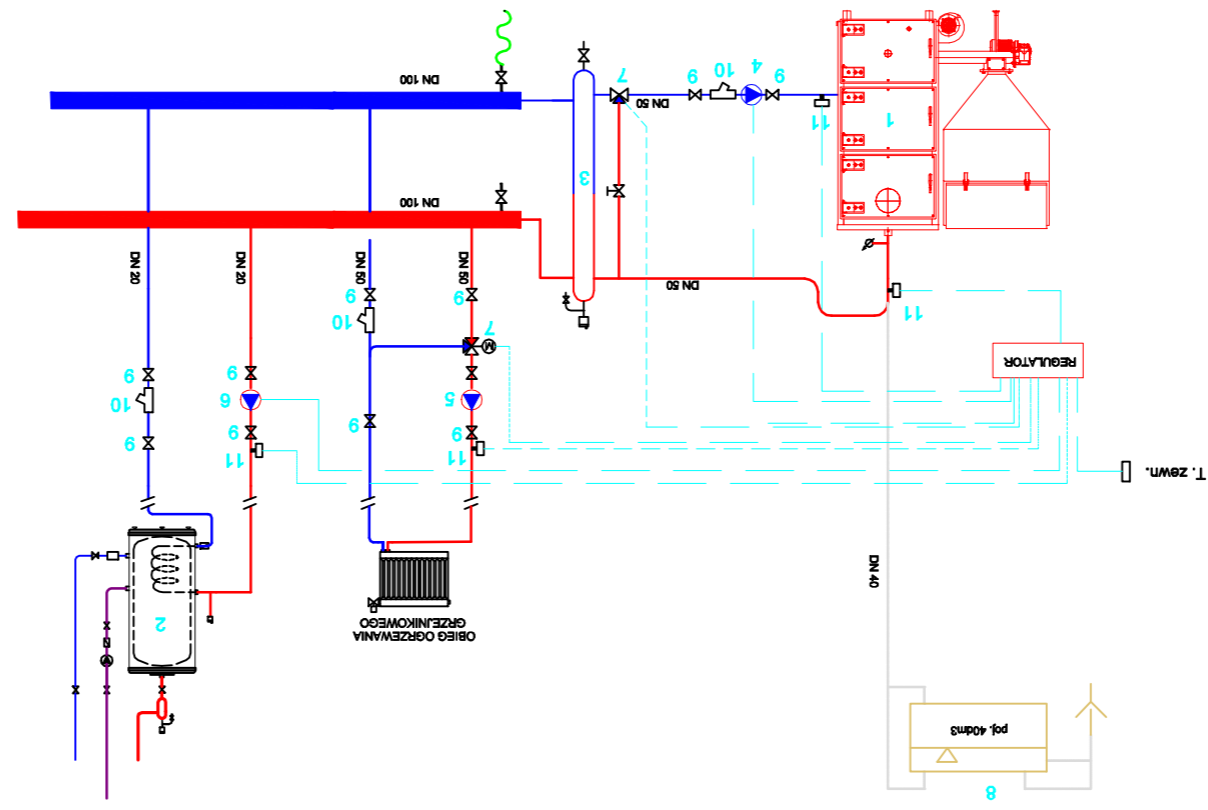 8
poj. 40dm3
OBIEG OGRZEWANIA
GRZEJNIKOWEGO
2
DN 40
T. zewn.
11
11
9
9
9
9
10
5
6
9
9
REGULATOR
7
10
11
9
9
DN 50
DN 50
DN 50
DN 20
DN 20
DN 100
3
1
11
DN 50
DN 100
9
4
10
9
7